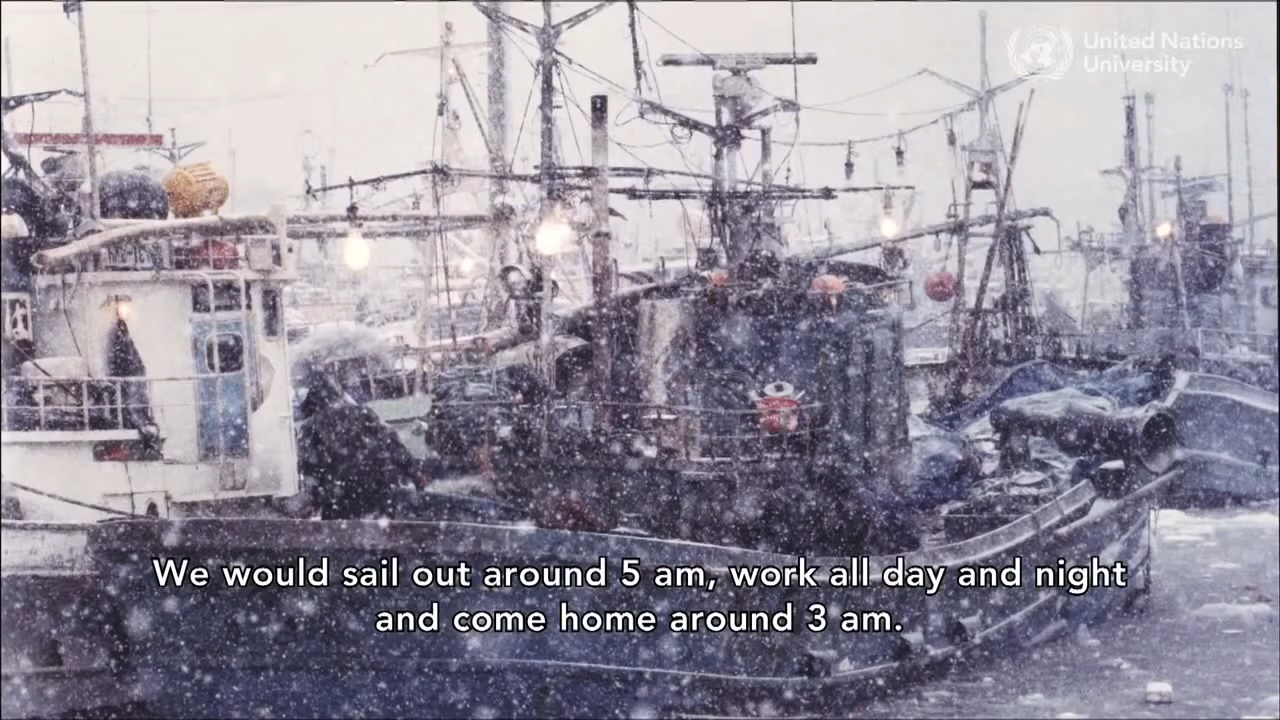 United Nations
University
We would sail out around 5 am, work all day and night
and come home around 3 am.